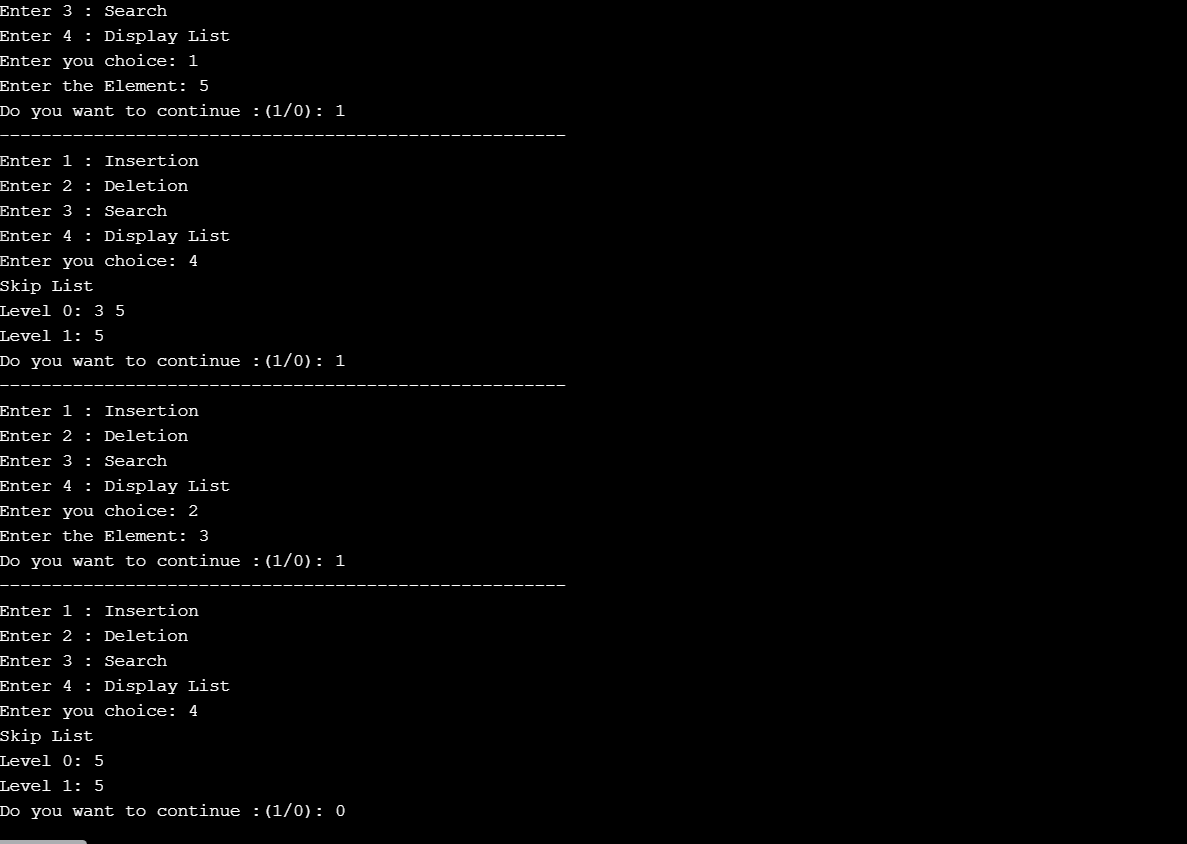 Enter 3 : Search
Enter 4 : Display List
Enter you choice: 1
Enter the Element: 5
Do you want to continue :(1/0): 1
------------------------------------------------------
Enter 1 : Insertion
Enter 2 : Deletion
Enter 3 : Search
Enter 4 : Display List
Enter you choice: 4
Skip List
Level 0: 3 5
Level 1: 5
Do you want to continue :(1/0): 1
------------------------------------------------------
Enter 1 : Insertion
Enter 2 : Deletion
Enter 3 : Search
Enter 4 : Display List
Enter you choice: 2
Enter the Element: 3
Do you want to continue :(1/0): 1
------------------------------------------------------
Enter 1 : Insertion
Enter 2 : Deletion
Enter 3 : Search
Enter 4 : Display List
Enter you choice: 4
Skip List
Level 0: 5
Level 1: 5
Do you want to continue :(1/0): 0